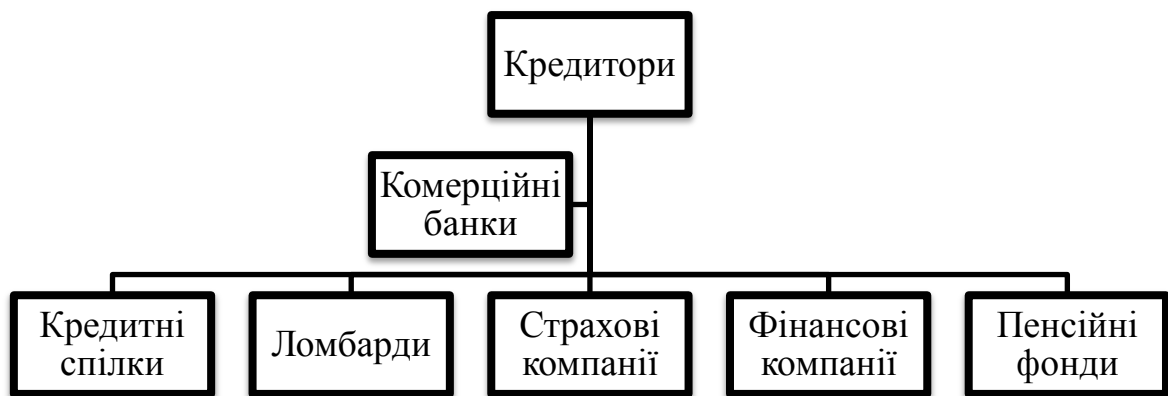 Кредитори
Комерційні
банки
Кредитні
спілки
Ломбарди
Страхові
компанії
Фінансові
компанії
Пенсійні
фонди